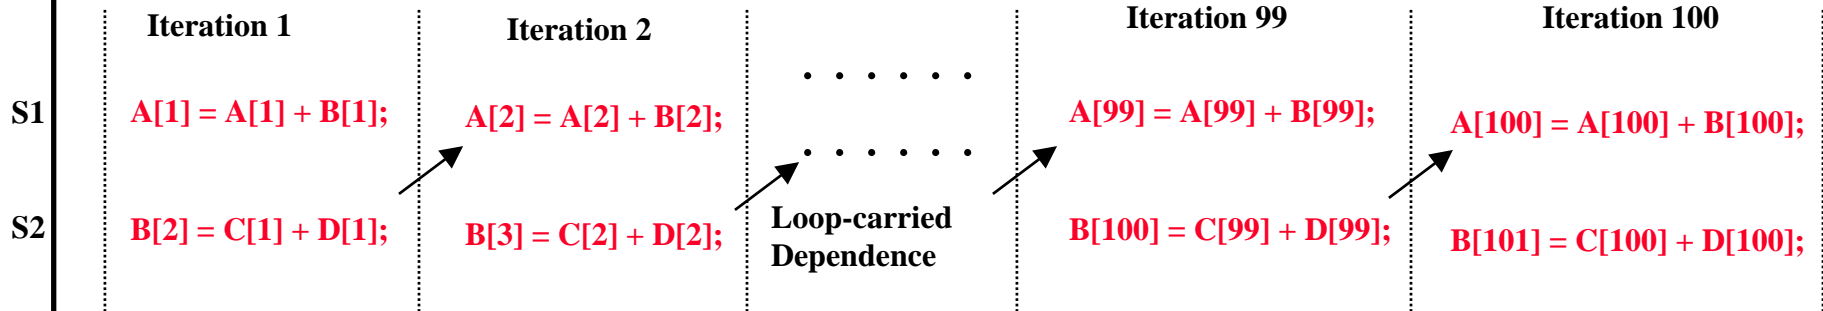 Iteration 1
Iteration 2
Iteration 99
Iteration 100
S1
A[1] = A[1] + B[1];
A[2] = A[2] + B[2];
. . . . . .
A[99] = A[99] + B[99];
A[100] = A[100] + B[100];
. . . . . .
S2
B[2] = C[1] + D[1];
B[3] = C[2] + D[2];
Loop-carried
Dependence
B[100] = C[99] + D[99];
B[101] = C[100] + D[100];